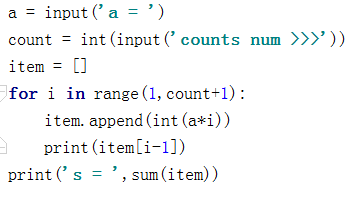 a = input('a = ')
count = int(input('counts num >>>'))
item = []
for i in range(1,count+1):
    item.append(int(a*i))
    print(item[i-1])
print('s = ',sum(item))